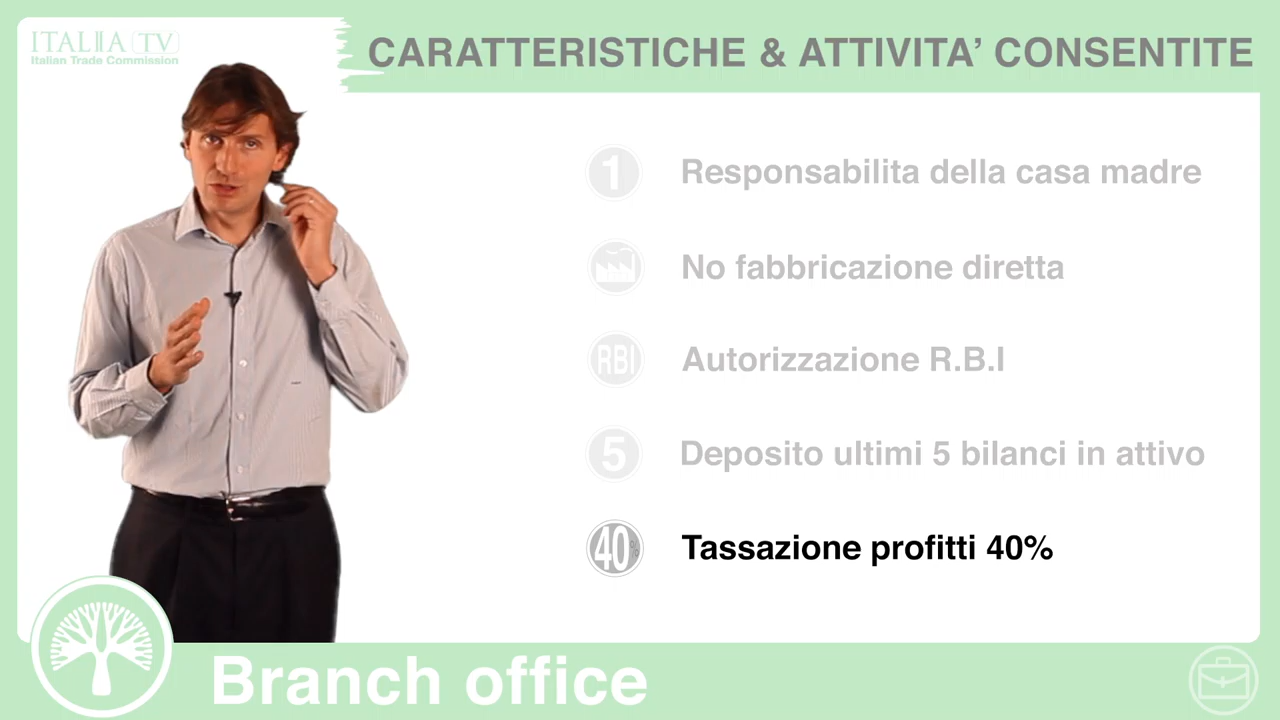 ITALIA TV
Italian Trade Commission
CARATTERISTICHE & ATTIVITA’ CONSENTITE
1 Responsabilita della casa madre
No fabbricazione diretta
RBI Autorizzazione R.B.I
5 Deposito ultimi 5 bilanci in attivo
40% Tassazione profitti 40%
Branch office